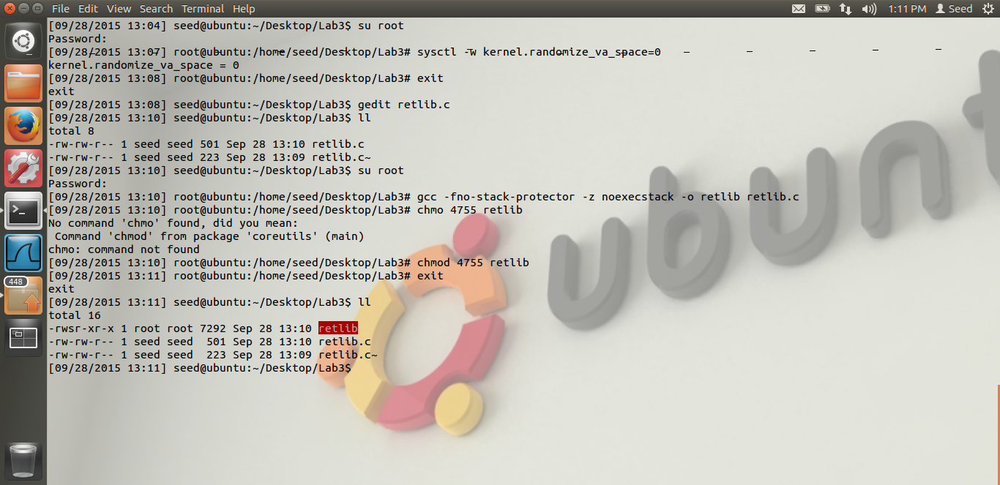 File Edit View Search Terminal Help 1:11 PM Seed
[09/28/2015 13:04] seed@ubuntu:~/Desktop/Lab3$ su root
Password:
[09/28/2015 13:07] root@ubuntu:/home/seed/Desktop/Lab3# sysctl -w kernel.randomize_va_space=0
kernel.randomize_va_space = 0
[09/28/2015 13:08] root@ubuntu:/home/seed/Desktop/Lab3# exit
exit
[09/28/2015 13:08] seed@ubuntu:~/Desktop/Lab3$ gedit retlib.c
[09/28/2015 13:10] seed@ubuntu:~/Desktop/Lab3$ ll
total 8
-rw-rw-r-- 1 seed seed 501 Sep 28 13:10 retlib.c
-rw-rw-r-- 1 seed seed 223 Sep 28 13:09 retlib.c~
[09/28/2015 13:10] seed@ubuntu:~/Desktop/Lab3$ su root
Password:
[09/28/2015 13:10] root@ubuntu:/home/seed/Desktop/Lab3# gcc -fno-stack-protector -z noexecstack -o retlib retlib.c
[09/28/2015 13:10] root@ubuntu:/home/seed/Desktop/Lab3# chmo 4755 retlib
No command 'chmo' found, did you mean:
 Command 'chmod' from package 'coreutils' (main)
chmo: command not found
[09/28/2015 13:10] root@ubuntu:/home/seed/Desktop/Lab3# chmod 4755 retlib
[09/28/2015 13:11] root@ubuntu:/home/seed/Desktop/Lab3# exit
exit
[09/28/2015 13:11] seed@ubuntu:~/Desktop/Lab3$ ll
total 16
-rwsr-xr-x 1 root root 7292 Sep 28 13:10 retlib
-rw-rw-r-- 1 seed seed  501 Sep 28 13:10 retlib.c
-rw-rw-r-- 1 seed seed  223 Sep 28 13:09 retlib.c~
[09/28/2015 13:11] seed@ubuntu:~/Desktop/Lab3$
448
ubunt